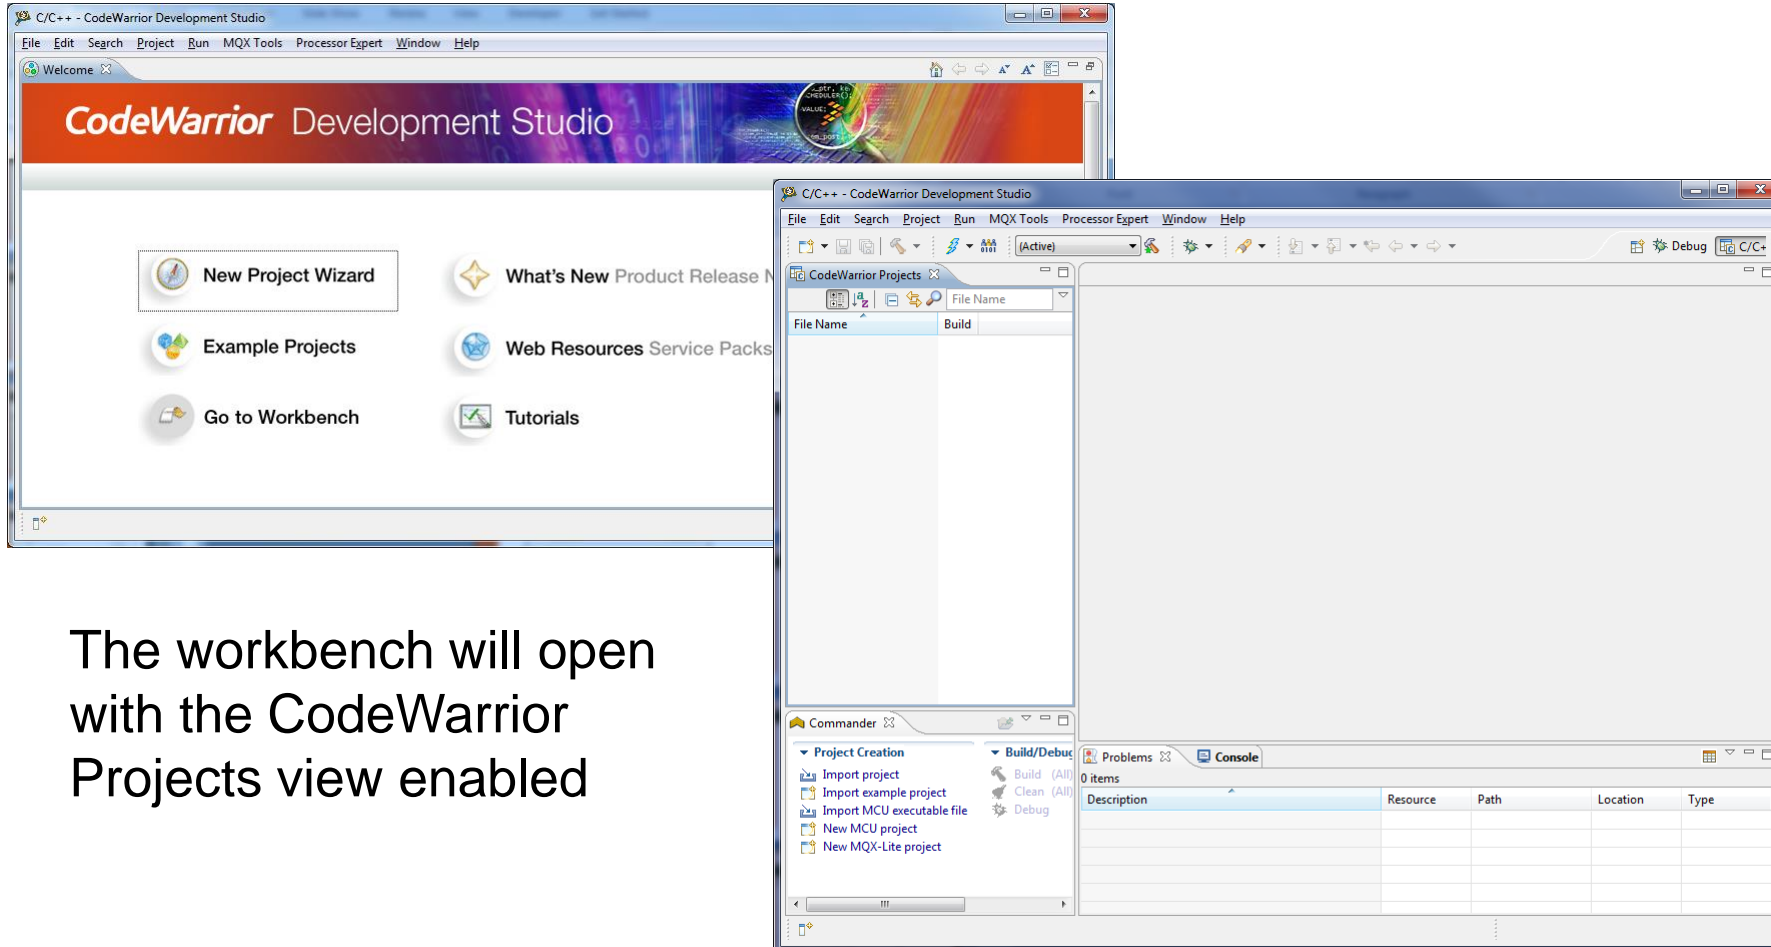 C/C++ - CodeWarrior Development Studio
File Edit Search Project Run MQX Tools Processor Expert Window Help
Welcome
CodeWarrior Development Studio
New Project Wizard
What's New Product Release N
Example Projects
Web Resources Service Packs
Go to Workbench
Tutorials
C/C++ - CodeWarrior Development Studio
File Edit Search Project Run MQX Tools Processor Expert Window Help
(Active)
Debug C/C+
CodeWarrior Projects
File Name
File Name Build
Commander
Project Creation
Import project
Import example project
Import MCU executable file
New MCU project
New MQX-Lite project
Build/Debug
Build (All)
Clean (All)
Debug
Problems Console
0 items
Description Resource Path Location Type
The workbench will open
with the CodeWarrior
Projects view enabled